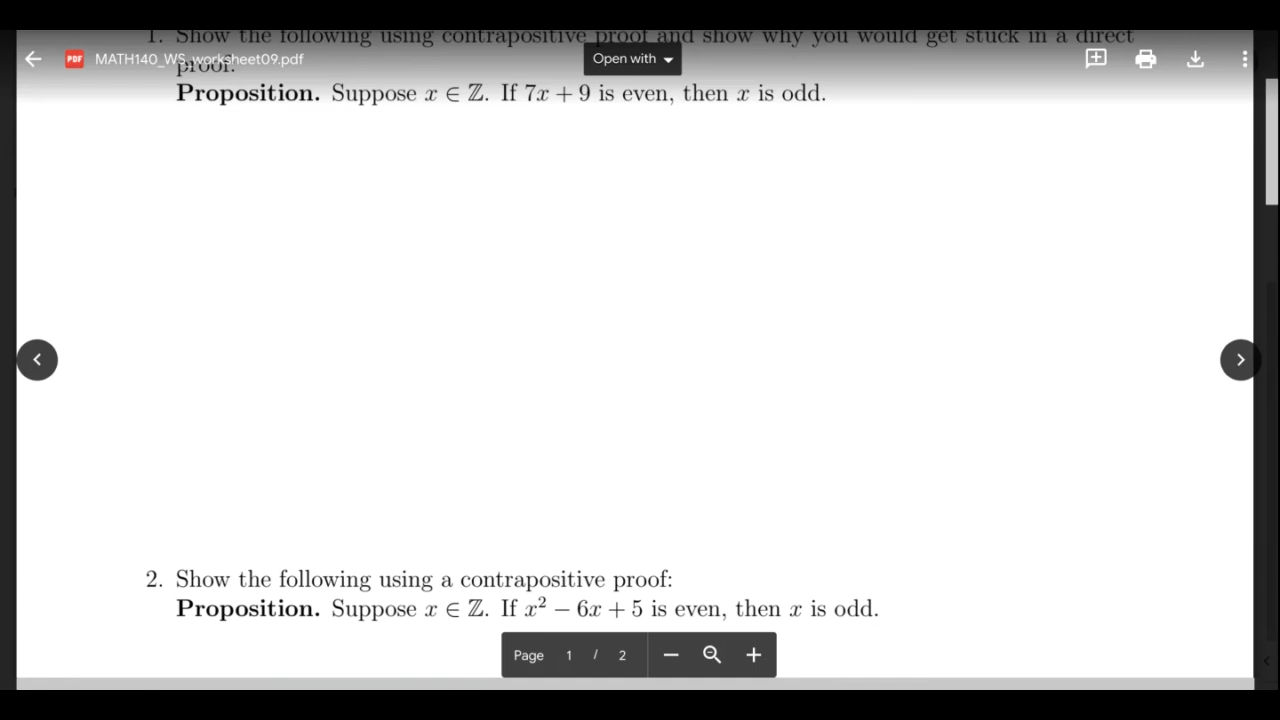 1. Show the following using contrapositive proof and show why you would get stuck in a direct
MATH140_WS_worksheet09.pdf
Open with
proof.
Proposition. Suppose x ∈ ℤ. If 7x + 9 is even, then x is odd.
2. Show the following using a contrapositive proof:
Proposition. Suppose x ∈ ℤ. If x² − 6x + 5 is even, then x is odd.
Page 1 / 2